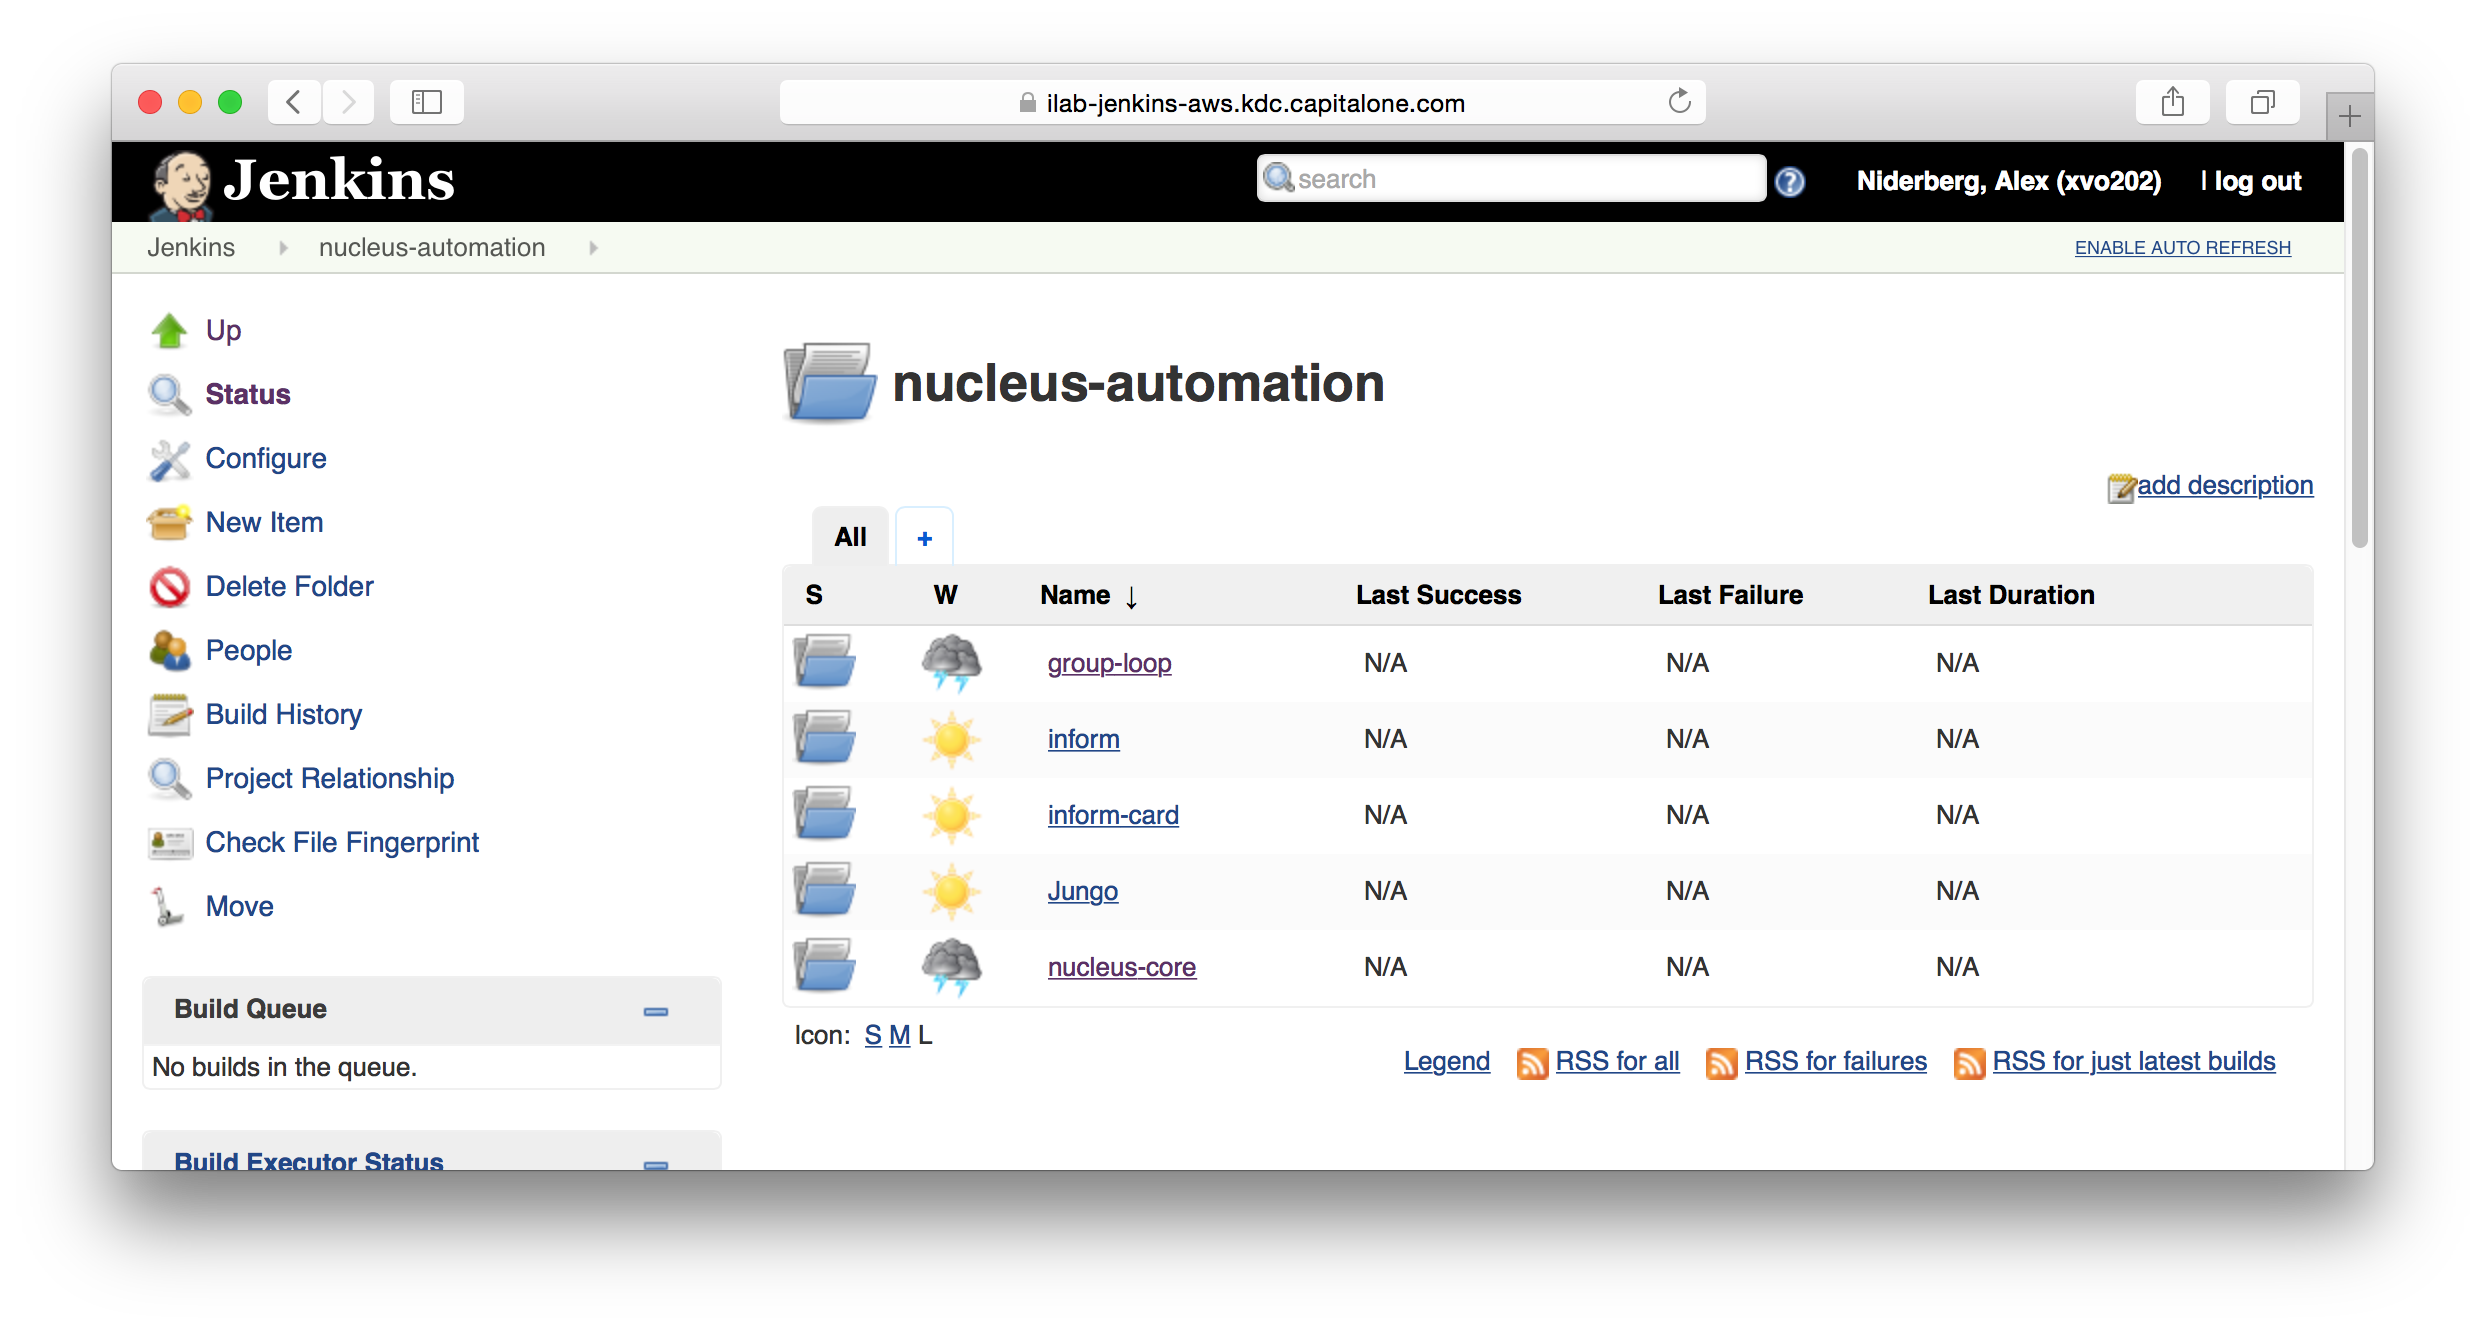 ilab-jenkins-aws.kdc.capitalone.com
Jenkins
search
Niderberg, Alex (xvo202)
| log out
Jenkins
nucleus-automation
ENABLE AUTO REFRESH
Up
Status
Configure
New Item
Delete Folder
People
Build History
Project Relationship
Check File Fingerprint
Move
Build Queue
No builds in the queue.
Build Executor Status
nucleus-automation
add description
All +
S W Name ↓ Last Success Last Failure Last Duration
group-loop N/A N/A N/A
inform N/A N/A N/A
inform-card N/A N/A N/A
Jungo N/A N/A N/A
nucleus-core N/A N/A N/A
Icon: S M L
Legend RSS for all RSS for failures RSS for just latest builds